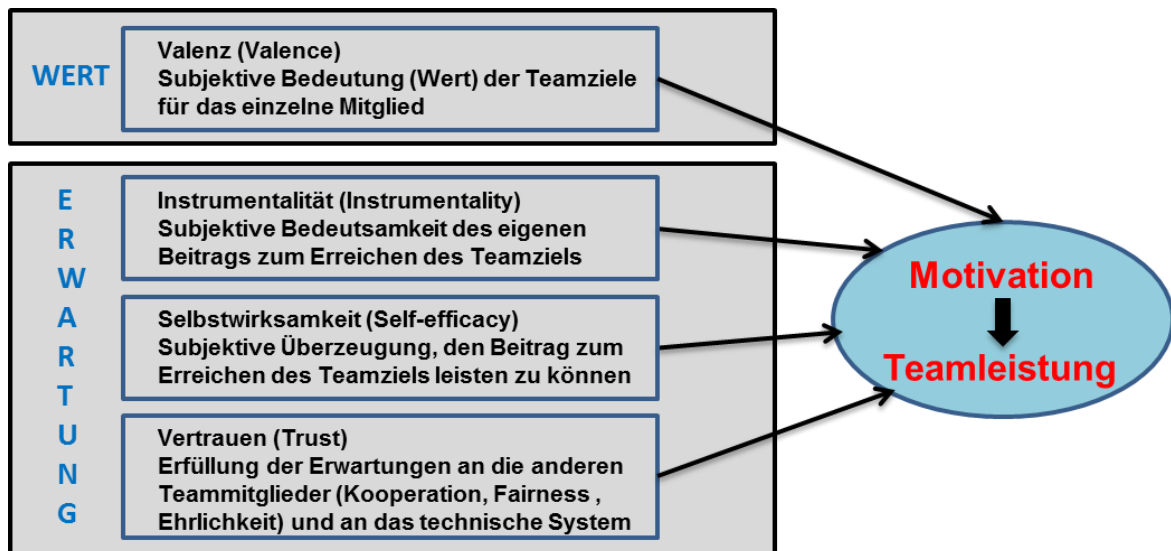 WERT
Valenz (Valence)
Subjektive Bedeutung (Wert) der Teamziele
für das einzelne Mitglied
E
R
W
A
R
T
U
N
G
Instrumentalität (Instrumentality)
Subjektive Bedeutsamkeit des eigenen
Beitrags zum Erreichen des Teamziels
Selbstwirksamkeit (Self-efficacy)
Subjektive Überzeugung, den Beitrag zum
Erreichen des Teamziels leisten zu können
Vertrauen (Trust)
Erfüllung der Erwartungen an die anderen
Teammitglieder (Kooperation, Fairness ,
Ehrlichkeit) und an das technische System
Motivation
Teamleistung